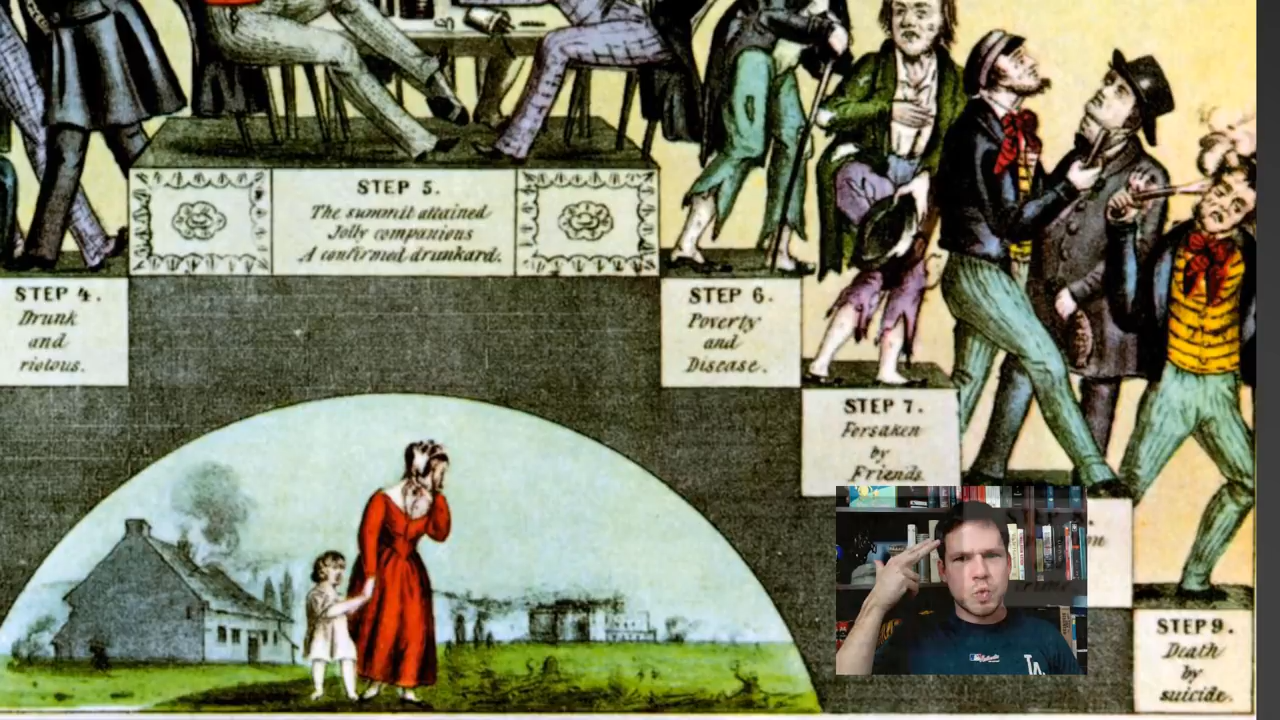 STEP 5.
The summit attained
Jolly companions
A confirmed drunkard.
STEP 4.
Drunk
and
riotous.
STEP 6.
Poverty
and
Disease.
STEP 7.
Forsaken
by
Friends.
STEP 9.
Death
by
suicide.
LA